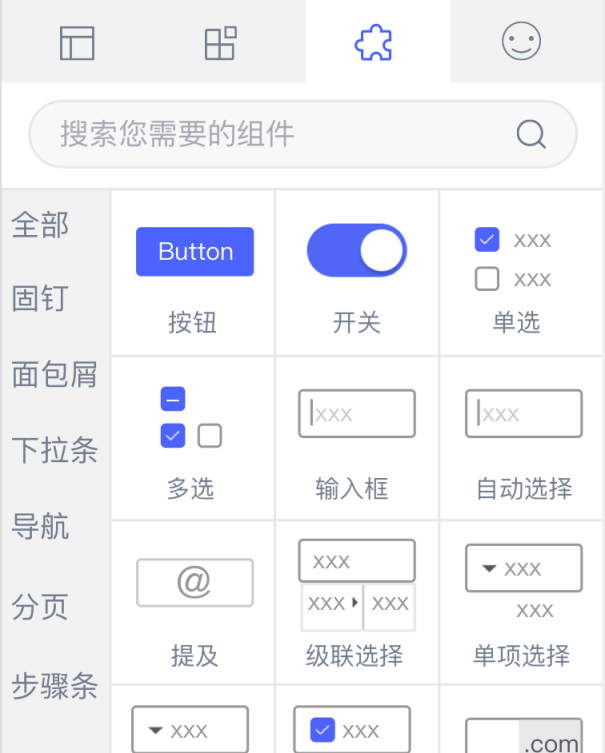 搜索您需要的组件
全部
固钉
面包屑
下拉条
导航
分页
步骤条
Button
按钮
开关
xxx
xxx
单选
多选
xxx
输入框
xxx
自动选择
@
提及
xxx
xxx xxx
级联选择
xxx
xxx
单项选择
xxx
xxx
.com